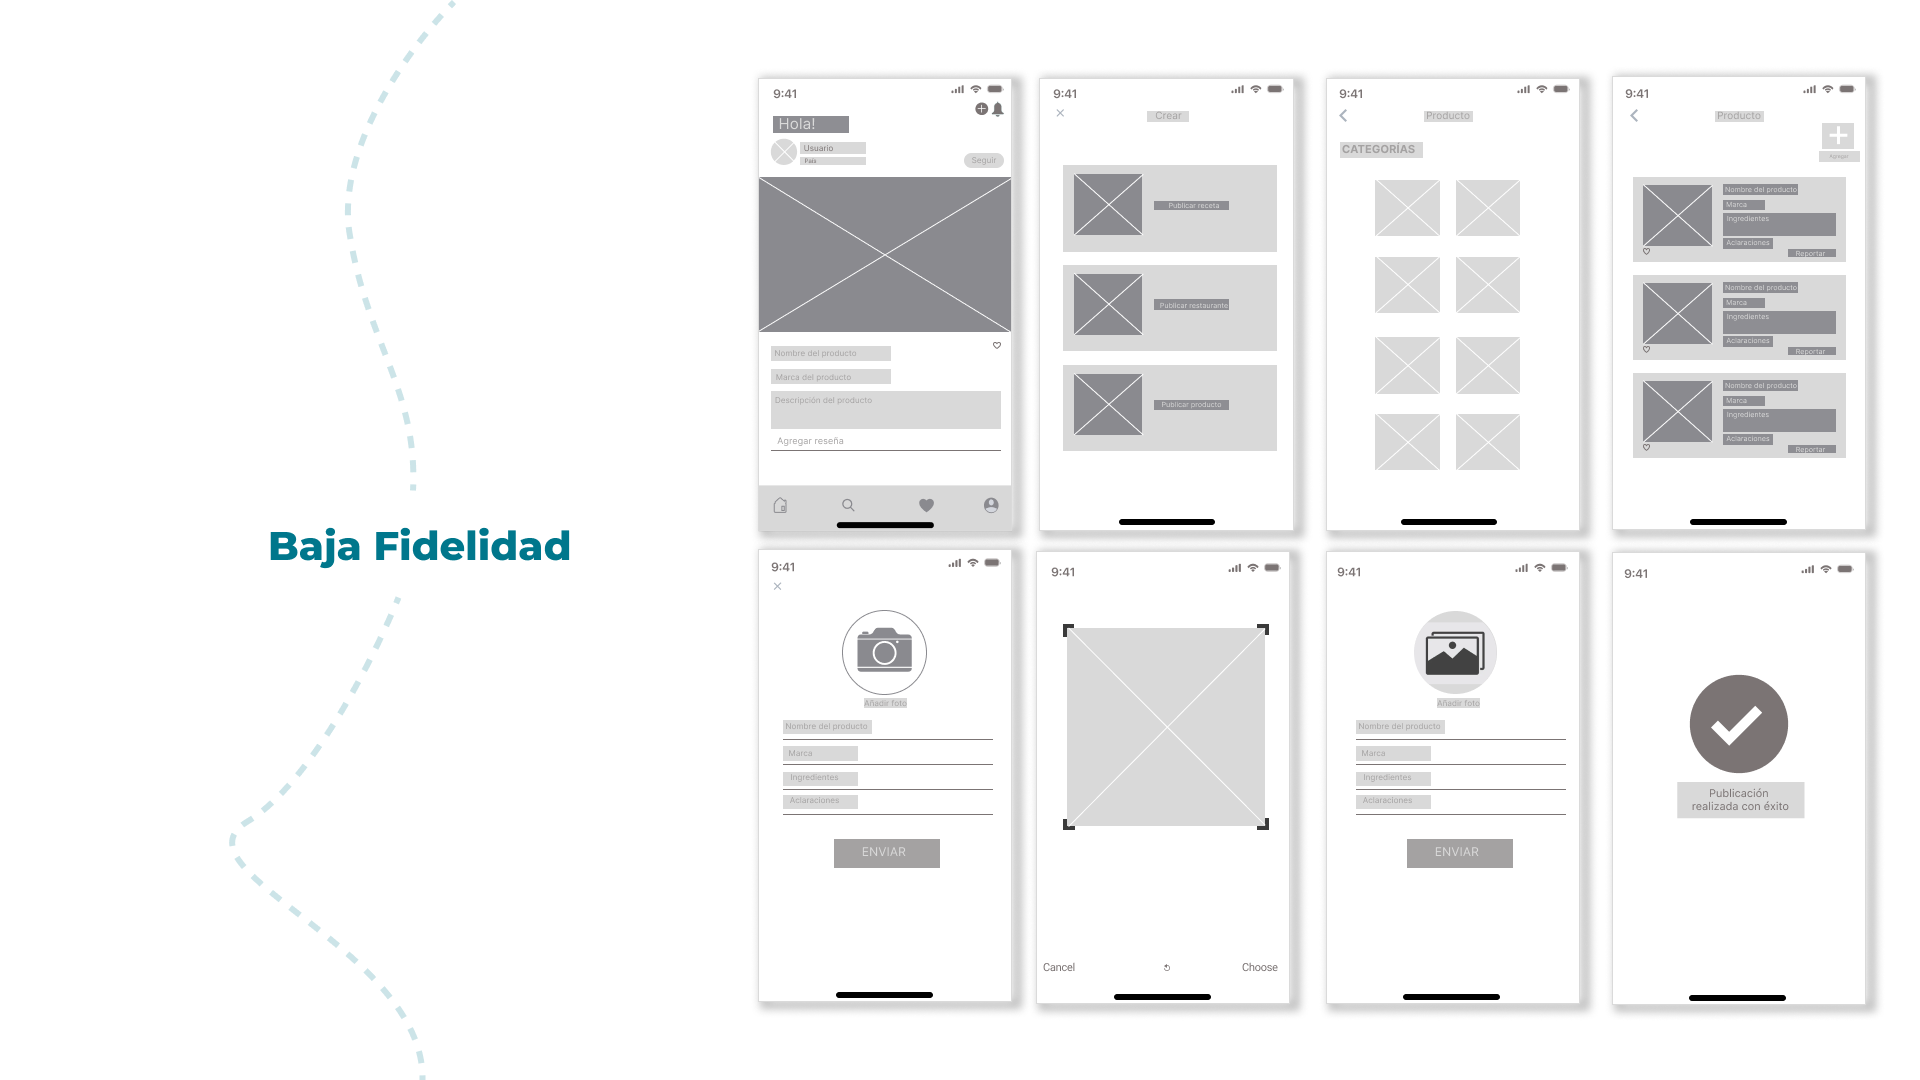 Baja Fidelidad
9:41
Hola!
Usuario
País
Seguir
Nombre del producto
Marca del producto
Descripción del producto
Agregar reseña
9:41
Crear
Publicar receta
Publicar restaurante
Publicar producto
9:41
Producto
CATEGORÍAS
9:41
Producto
Agregar
Nombre del producto
Marca
Ingredientes
Aclaraciones
Reportar
Nombre del producto
Marca
Ingredientes
Aclaraciones
Reportar
Nombre del producto
Marca
Ingredientes
Aclaraciones
Reportar
9:41
Añadir foto
Nombre del producto
Marca
Ingredientes
Aclaraciones
ENVIAR
9:41
Cancel
Choose
9:41
Añadir foto
Nombre del producto
Marca
Ingredientes
Aclaraciones
ENVIAR
9:41
Publicación
realizada con éxito